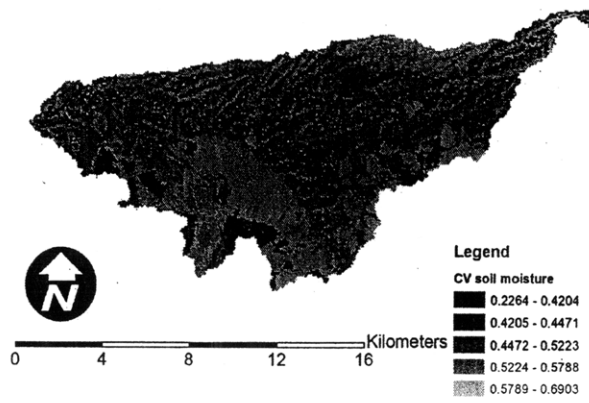 N
Kilometers
0 4 8 12 16
Legend
CV soil moisture
0.2264 - 0.4204
0.4205 - 0.4471
0.4472 - 0.5223
0.5224 - 0.5788
0.5789 - 0.6903